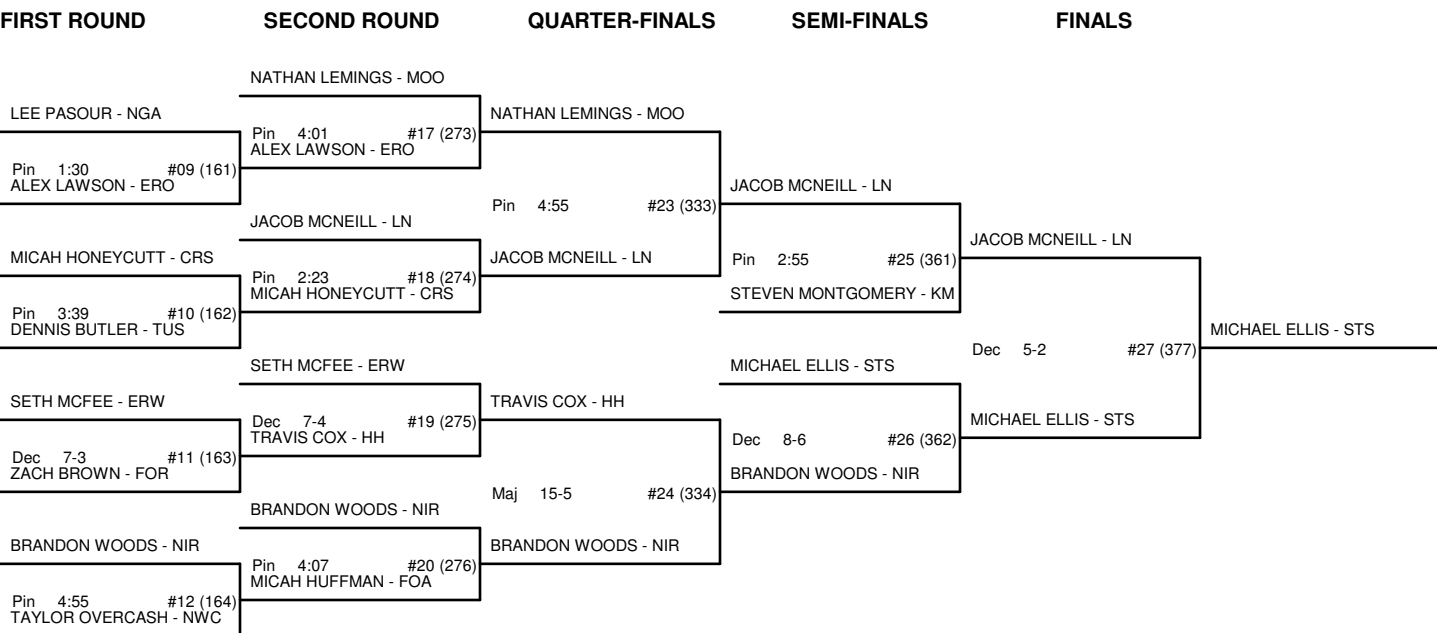 FIRST ROUND SECOND ROUND QUARTER-FINALS SEMI-FINALS FINALS
NATHAN LEMINGS - MOO
LEE PASOUR - NGA NATHAN LEMINGS - MOO
Pin 4:01 #17 (273)
ALEX LAWSON - ERO
Pin 1:30 #09 (161)
ALEX LAWSON - ERO JACOB MCNEILL - LN
Pin 4:55 #23 (333)
JACOB MCNEILL - LN
JACOB MCNEILL - LN
MICAH HONEYCUTT - CRS JACOB MCNEILL - LN Pin 2:55 #25 (361)
Pin 2:23 #18 (274)
MICAH HONEYCUTT - CRS STEVEN MONTGOMERY - KM
Pin 3:39 #10 (162)
DENNIS BUTLER - TUS MICHAEL ELLIS - STS
Dec 5-2 #27 (377)
SETH MCFEE - ERW MICHAEL ELLIS - STS
SETH MCFEE - ERW TRAVIS COX - HH
Dec 7-4 #19 (275) MICHAEL ELLIS - STS
TRAVIS COX - HH Dec 8-6 #26 (362)
Dec 7-3 #11 (163)
ZACH BROWN - FOR BRANDON WOODS - NIR
Maj 15-5 #24 (334)
BRANDON WOODS - NIR
BRANDON WOODS - NIR BRANDON WOODS - NIR
Pin 4:07 #20 (276)
MICAH HUFFMAN - FOA
Pin 4:55 #12 (164)
TAYLOR OVERCASH - NWC